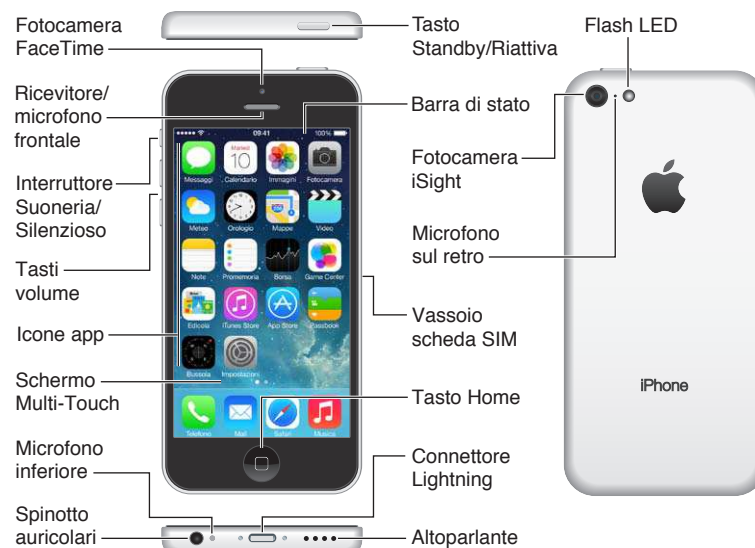 Fotocamera
FaceTime
Ricevitore/
microfono
frontale
Interruttore
Suoneria/
Silenzioso
Tasti
volume
Icone app
Schermo
Multi-Touch
Microfono
inferiore
Spinotto
auricolari
09:41
100%
Martedì
10
Messaggi Calendario Immagini Fotocamera
Meteo Orologio Mappe Video
Note Promemoria Borsa Game Center
Edicola iTunes Store App Store Passbook
Bussola Impostazioni
Telefono Mail Safari Musica
Tasto
Standby/Riattiva
Barra di stato
Fotocamera
iSight
Microfono
sul retro
Vassoio
scheda SIM
Tasto Home
Connettore
Lightning
Altoparlante
Flash LED
iPhone